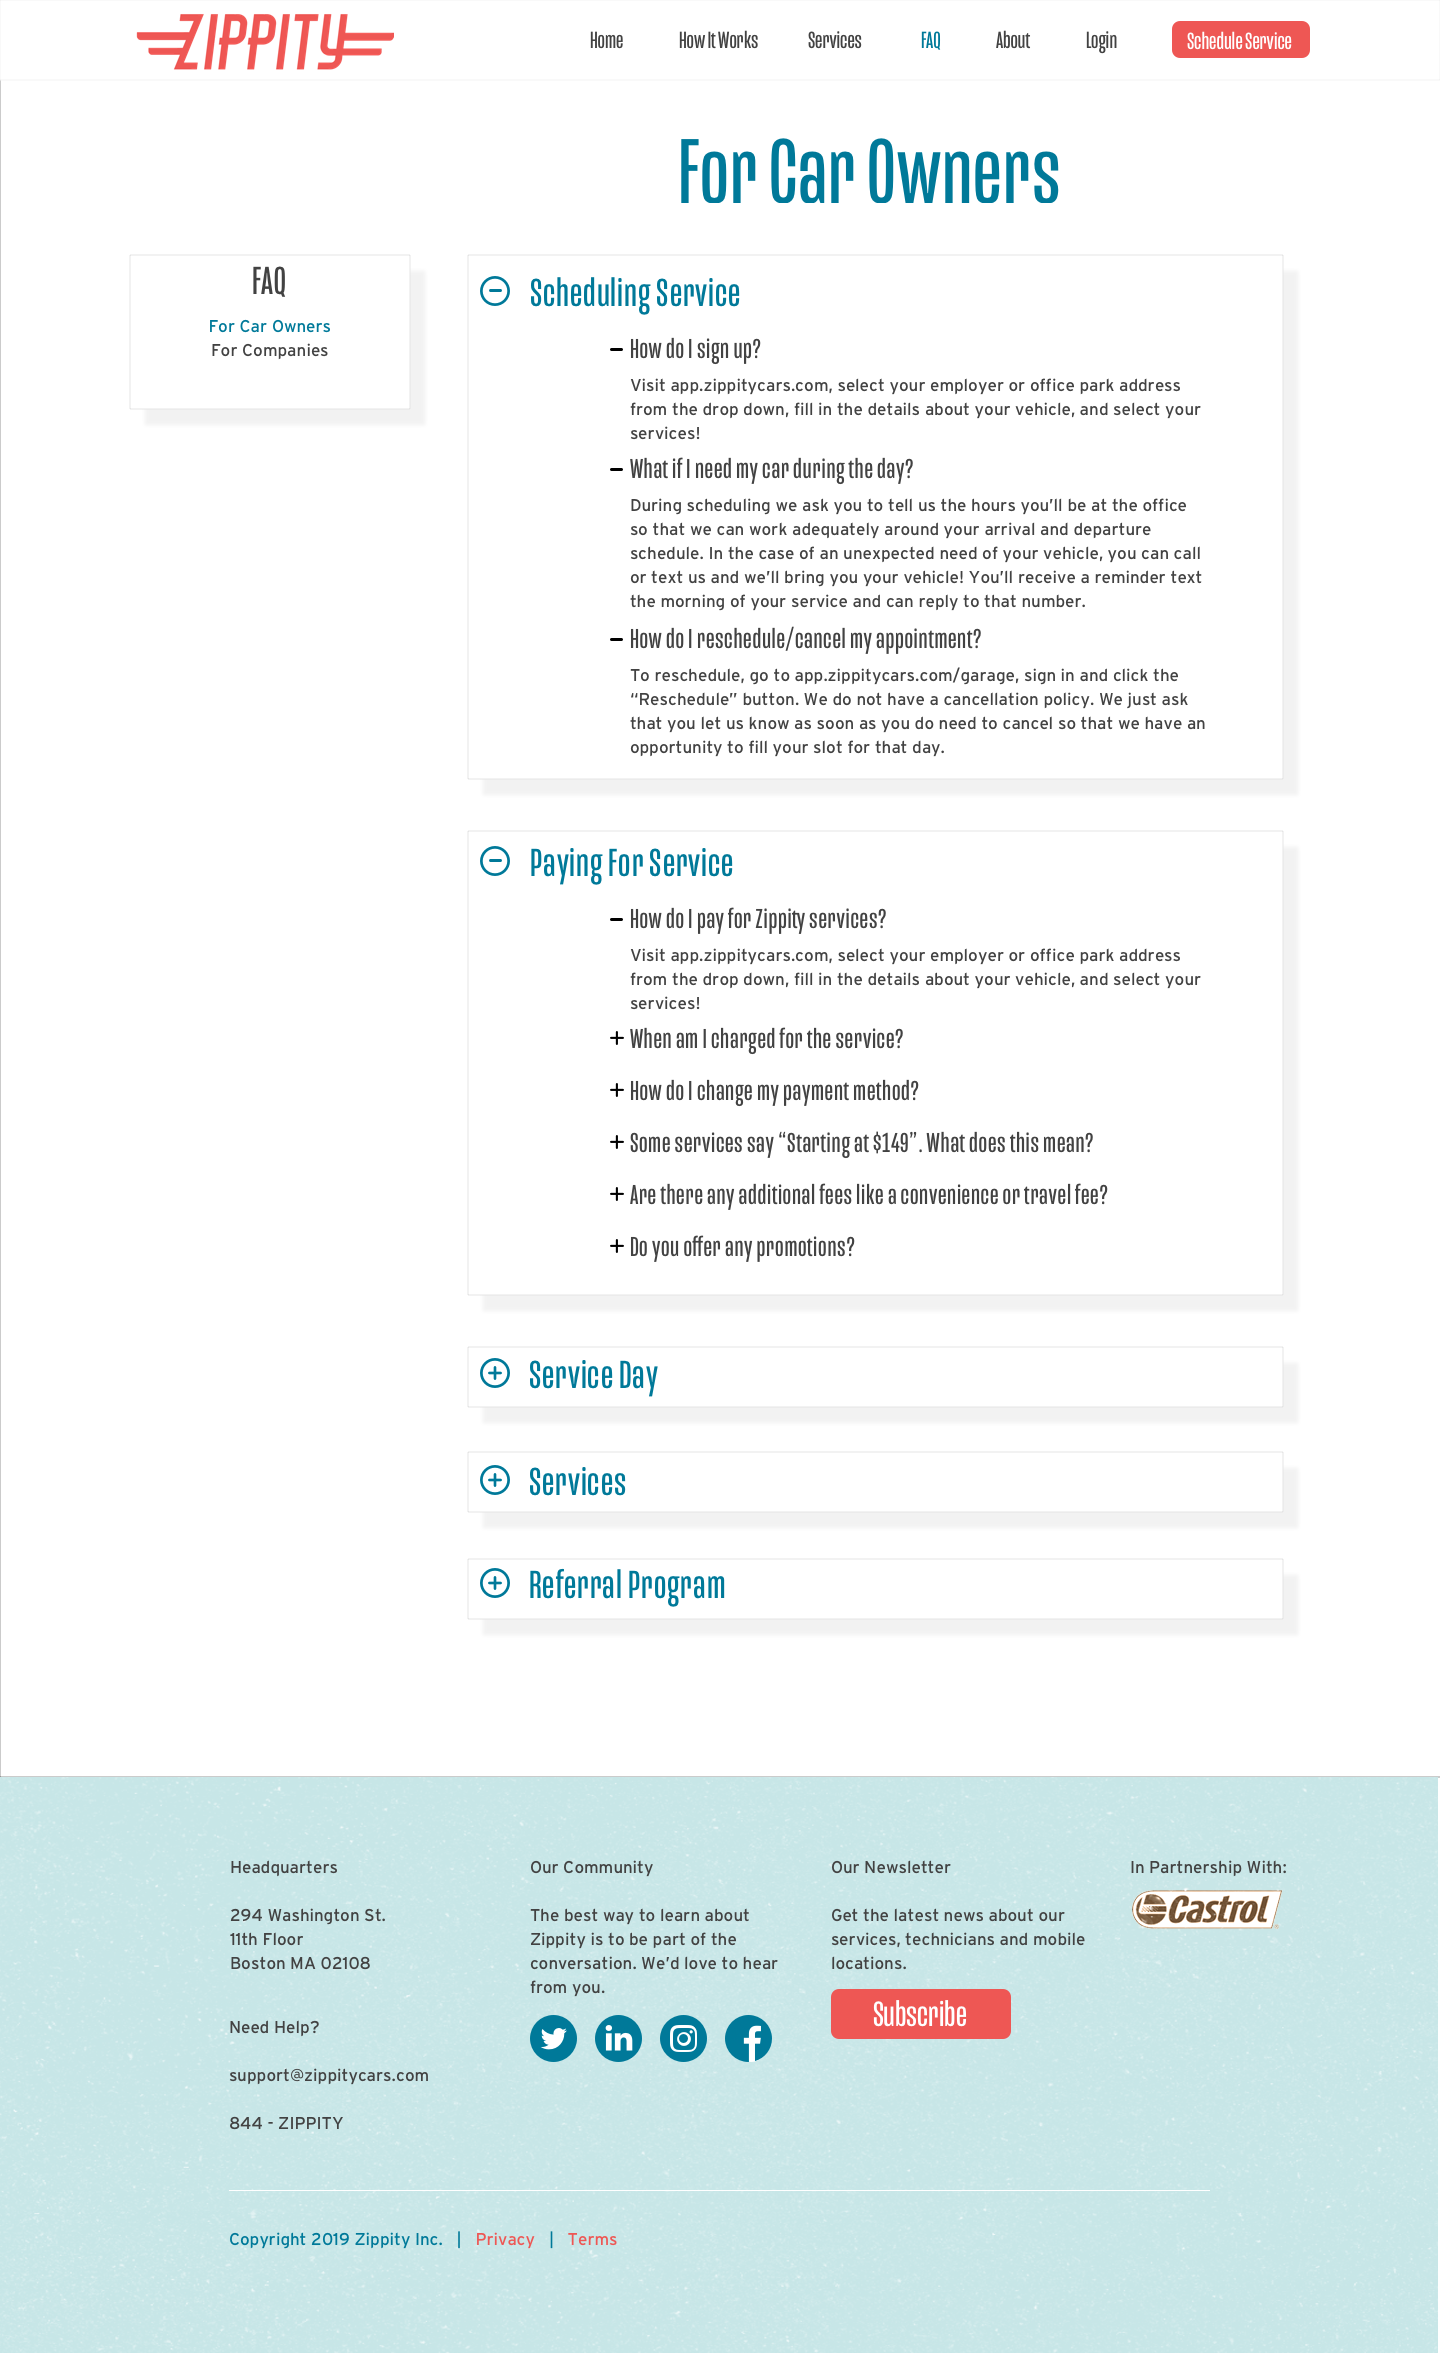 ZIPPITY
Home How It Works Services FAQ About Login Schedule Service
For Car Owners
FAQ
For Car Owners
For Companies
Scheduling Service
How do I sign up?
Visit app.zippitycars.com, select your employer or office park address
from the drop down, fill in the details about your vehicle, and select your
services!
What if I need my car during the day?
During scheduling we ask you to tell us the hours you’ll be at the office
so that we can work adequately around your arrival and departure
schedule. In the case of an unexpected need of your vehicle, you can call
or text us and we’ll bring you your vehicle! You’ll receive a reminder text
the morning of your service and can reply to that number.
How do I reschedule/cancel my appointment?
To reschedule, go to app.zippitycars.com/garage, sign in and click the
“Reschedule” button. We do not have a cancellation policy. We just ask
that you let us know as soon as you do need to cancel so that we have an
opportunity to fill your slot for that day.
Paying For Service
How do I pay for Zippity services?
Visit app.zippitycars.com, select your employer or office park address
from the drop down, fill in the details about your vehicle, and select your
services!
When am I charged for the service?
How do I change my payment method?
Some services say “Starting at $149”. What does this mean?
Are there any additional fees like a convenience or travel fee?
Do you offer any promotions?
Service Day
Services
Referral Program
Headquarters
294 Washington St.
11th Floor
Boston MA 02108
Need Help?
support@zippitycars.com
844 - ZIPPITY
Our Community
The best way to learn about
Zippity is to be part of the
conversation. We’d love to hear
from you.
Our Newsletter
Get the latest news about our
services, technicians and mobile
locations.
Subscribe
In Partnership With:
Castrol
Copyright 2019 Zippity Inc. | Privacy | Terms